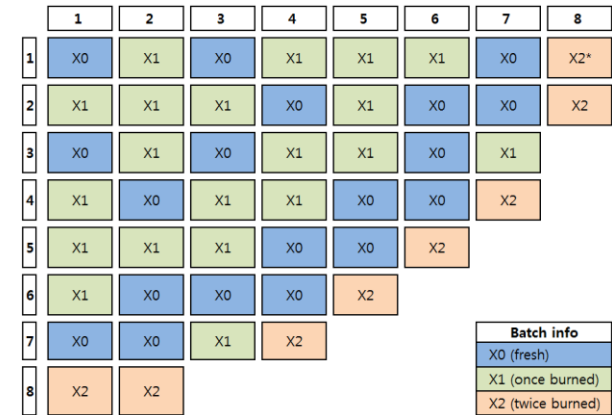 1 2 3 4 5 6 7 8
1 X0 X1 X0 X1 X1 X1 X0 X2*
2 X1 X1 X1 X0 X1 X0 X0 X2
3 X0 X1 X0 X1 X1 X0 X1
4 X1 X0 X1 X1 X0 X0 X2
5 X1 X1 X1 X0 X0 X2
6 X1 X0 X0 X0 X2
7 X0 X0 X1 X2
8 X2 X2
Batch info
X0 (fresh)
X1 (once burned)
X2 (twice burned)